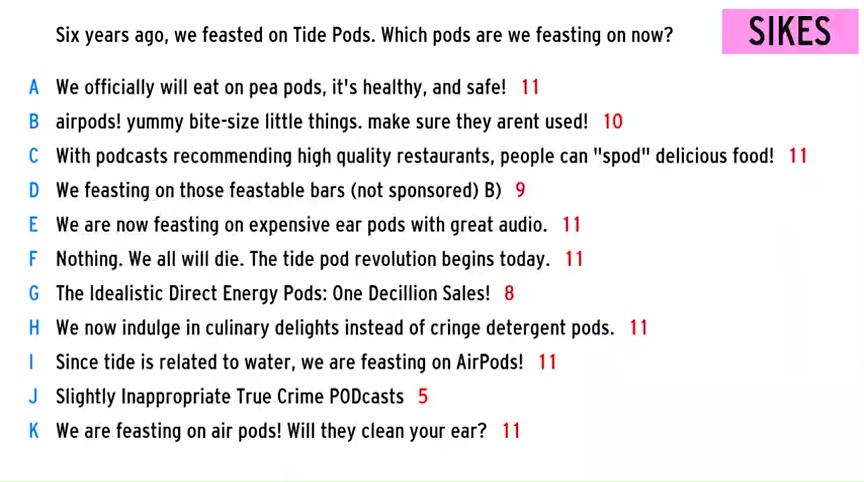 Six years ago, we feasted on Tide Pods. Which pods are we feasting on now?
SIKES
A We officially will eat on pea pods, it's healthy, and safe! 11
B airpods! yummy bite-size little things. make sure they arent used! 10
C With podcasts recommending high quality restaurants, people can "spod" delicious food! 11
D We feasting on those feastable bars (not sponsored) B) 9
E We are now feasting on expensive ear pods with great audio. 11
F Nothing. We all will die. The tide pod revolution begins today. 11
G The Idealistic Direct Energy Pods: One Decillion Sales! 8
H We now indulge in culinary delights instead of cringe detergent pods. 11
I Since tide is related to water, we are feasting on AirPods! 11
J Slightly Inappropriate True Crime PODcasts 5
K We are feasting on air pods! Will they clean your ear? 11